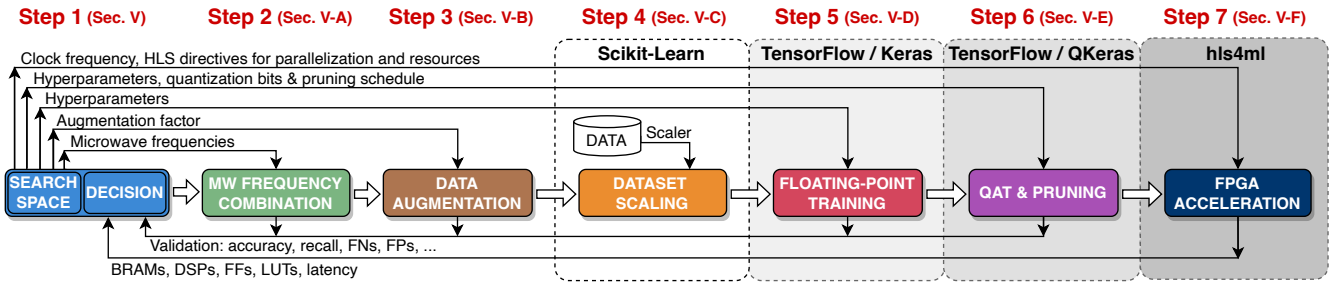 Step 1 (Sec. V)
Step 2 (Sec. V-A)
Step 3 (Sec. V-B)
Step 4 (Sec. V-C)
Step 5 (Sec. V-D)
Step 6 (Sec. V-E)
Step 7 (Sec. V-F)
Scikit-Learn
TensorFlow / Keras
TensorFlow / QKeras
hls4ml
Clock frequency, HLS directives for parallelization and resources
Hyperparameters, quantization bits & pruning schedule
Hyperparameters
Augmentation factor
Microwave frequencies
DATA
Scaler
SEARCH
SPACE
DECISION
MW FREQUENCY
COMBINATION
DATA
AUGMENTATION
DATASET
SCALING
FLOATING-POINT
TRAINING
QAT & PRUNING
FPGA
ACCELERATION
Validation: accuracy, recall, FNs, FPs, ...
BRAMs, DSPs, FFs, LUTs, latency